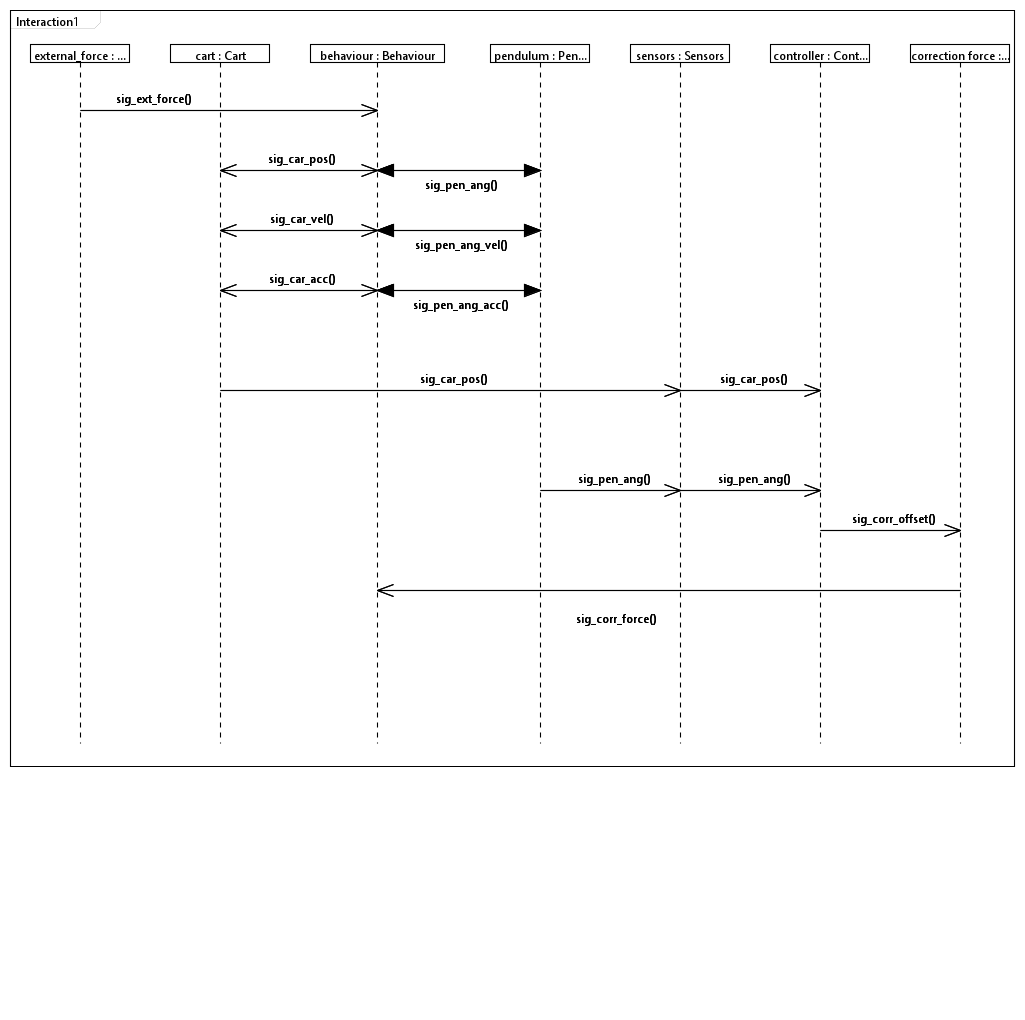 Interaction1
external_force : ...
cart : Cart
behaviour : Behaviour
pendulum : Pen...
sensors : Sensors
controller : Cont...
correction force :...
sig_ext_force()
sig_car_pos()
sig_pen_ang()
sig_car_vel()
sig_pen_ang_vel()
sig_car_acc()
sig_pen_ang_acc()
sig_car_pos()
sig_car_pos()
sig_pen_ang()
sig_pen_ang()
sig_corr_offset()
sig_corr_force()